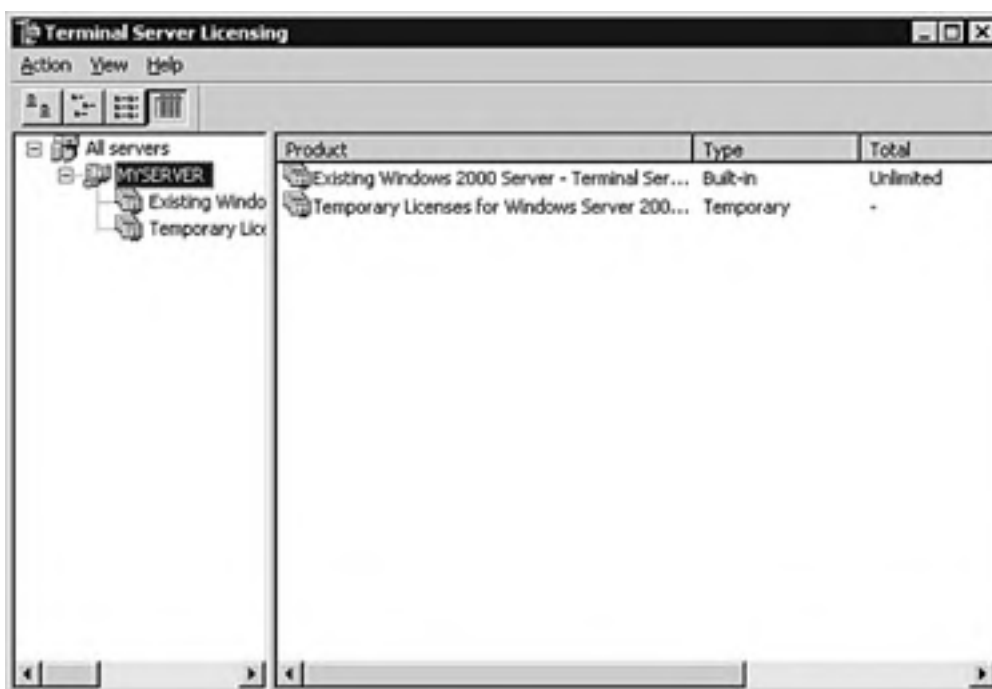 Terminal Server Licensing
Action View Help
All servers
MYSERVER
Existing Windo
Temporary Lice
Product Type Total
Existing Windows 2000 Server - Terminal Ser... Built-in Unlimited
Temporary Licenses for Windows Server 200... Temporary -